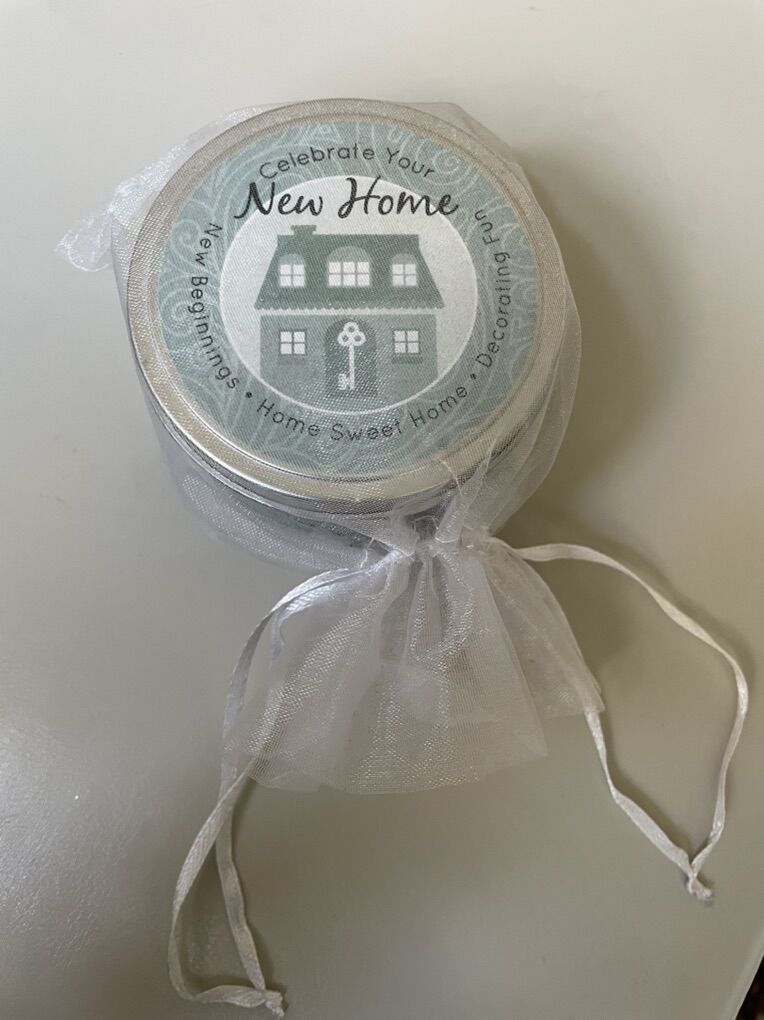 Celebrate Your
New Home
New Beginnings • Home Sweet Home • Decorating Fun